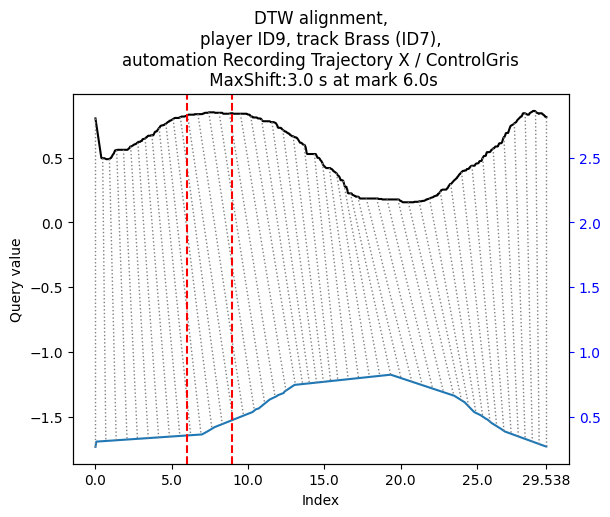 DTW alignment,
player ID9, track Brass (ID7),
automation Recording Trajectory X / ControlGris
MaxShift:3.0 s at mark 6.0s
Query value
0.5
0.0
−0.5
−1.0
−1.5
2.5
2.0
1.5
1.0
0.5
0.0 5.0 10.0 15.0 20.0 25.0 29.538
Index